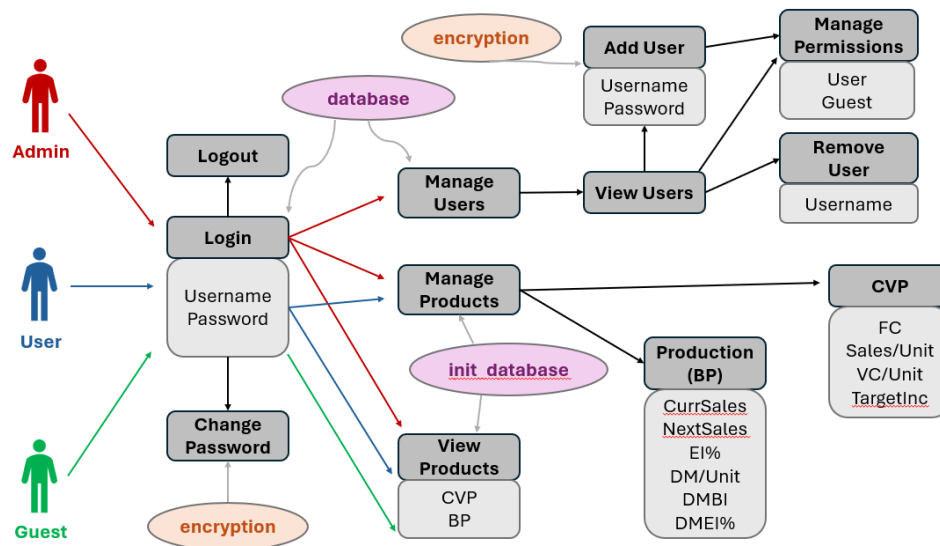 encryption
Add User
Username
Password
Manage
Permissions
User
Guest
database
Admin
Logout
Manage
Users
View Users
Remove
User
Username
Login
Username
Password
User
Manage
Products
CVP
FC
Sales/Unit
VC/Unit
TargetInc
init_database
Production
(BP)
CurrSales
NextSales
EI%
DM/Unit
DMBI
DMEI%
Change
Password
View
Products
CVP
BP
Guest
encryption